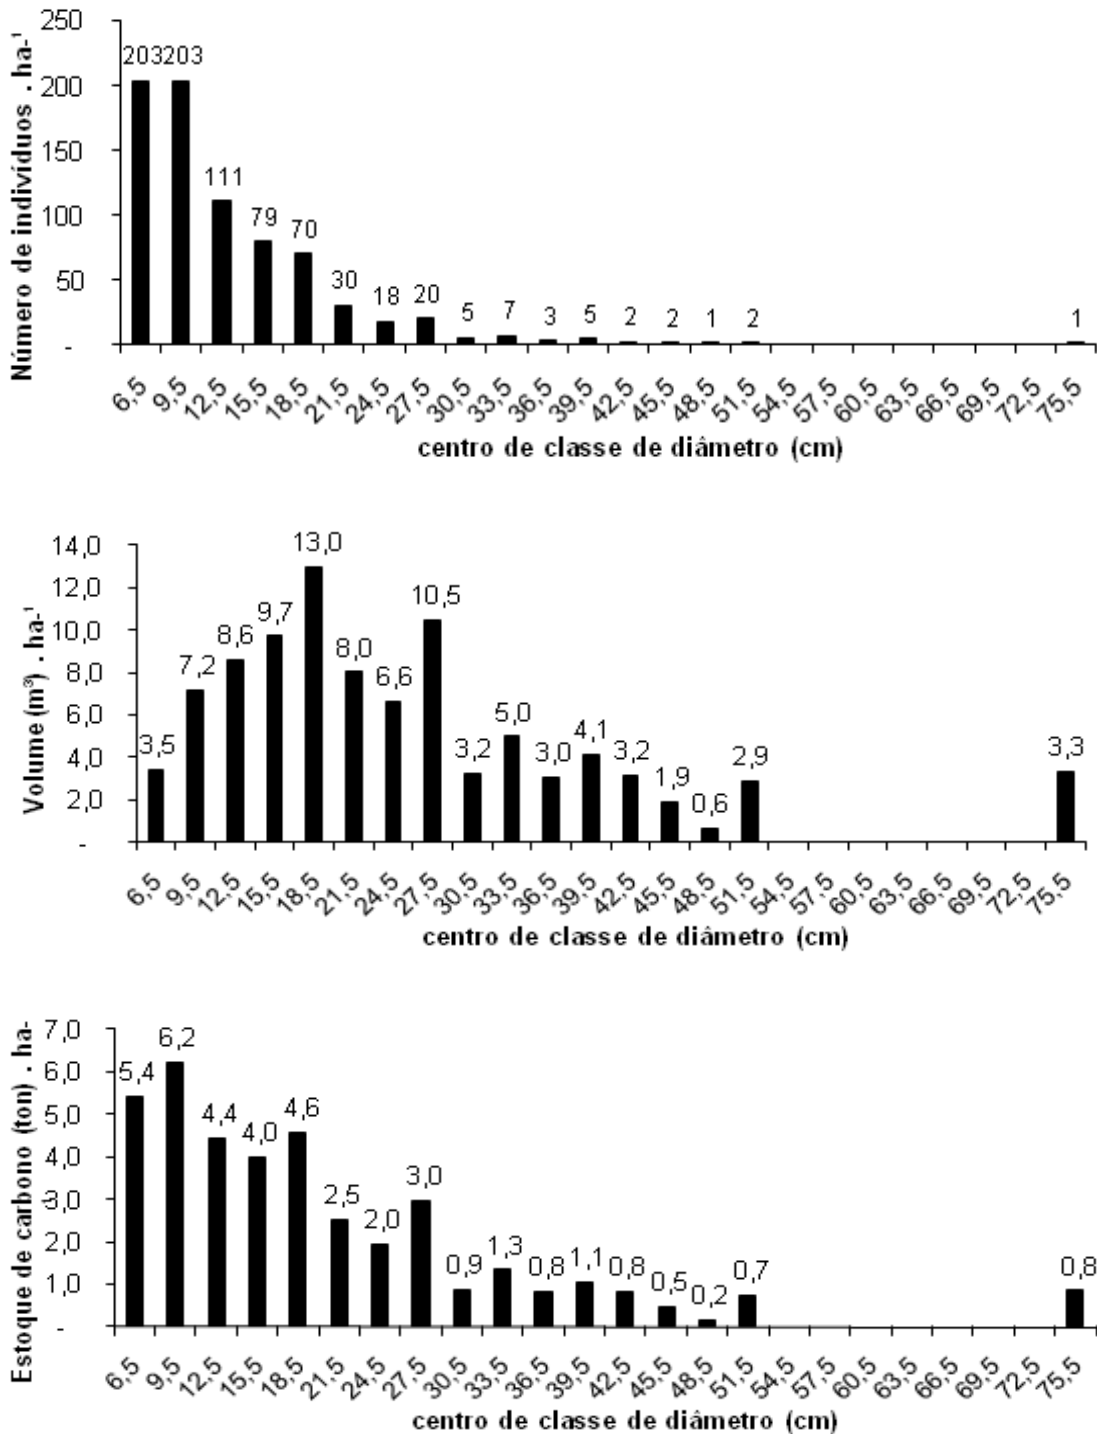 Número de indivíduos . ha-¹
250
200
150
100
50
-
203 203 111 79 70 30 18 20 5 7 3 5 2 2 1 2 1
6,5 9,5 12,5 15,5 18,5 21,5 24,5 27,5 30,5 33,5 36,5 39,5 42,5 45,5 48,5 51,5 54,5 57,5 60,5 63,5 66,5 69,5 72,5 75,5
centro de classe de diâmetro (cm)
Volume (m³) . ha-¹
14,0
12,0
10,0
8,0
6,0
4,0
2,0
-
3,5 7,2 8,6 9,7 13,0 8,0 6,6 10,5 3,2 5,0 3,0 4,1 3,2 1,9 0,6 2,9 3,3
6,5 9,5 12,5 15,5 18,5 21,5 24,5 27,5 30,5 33,5 36,5 39,5 42,5 45,5 48,5 51,5 54,5 57,5 60,5 63,5 66,5 69,5 72,5 75,5
centro de classe de diâmetro (cm)
Estoque de carbono (ton) . ha-
7,0
6,0
5,0
4,0
3,0
2,0
1,0
-
5,4 6,2 4,4 4,0 4,6 2,5 2,0 3,0 0,9 1,3 0,8 1,1 0,8 0,5 0,2 0,7 0,8
6,5 9,5 12,5 15,5 18,5 21,5 24,5 27,5 30,5 33,5 36,5 39,5 42,5 45,5 48,5 51,5 54,5 57,5 60,5 63,5 66,5 69,5 72,5 75,5
centro de classe de diâmetro (cm)